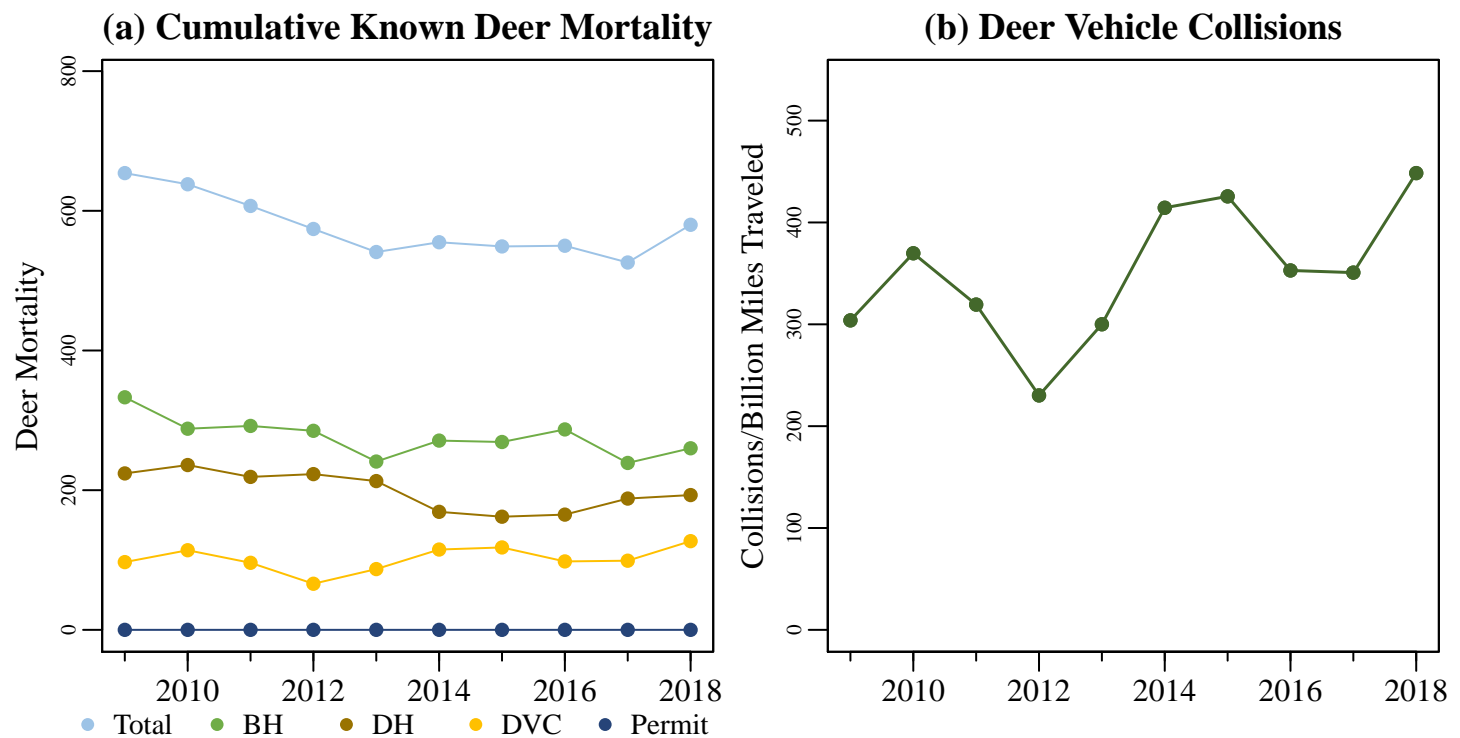 (a) Cumulative Known Deer Mortality
Deer Mortality
800
600
400
200
0
2010 2012 2014 2016 2018
Total BH DH DVC Permit
(b) Deer Vehicle Collisions
Collisions/Billion Miles Traveled
500
400
300
200
100
0
2010 2012 2014 2016 2018